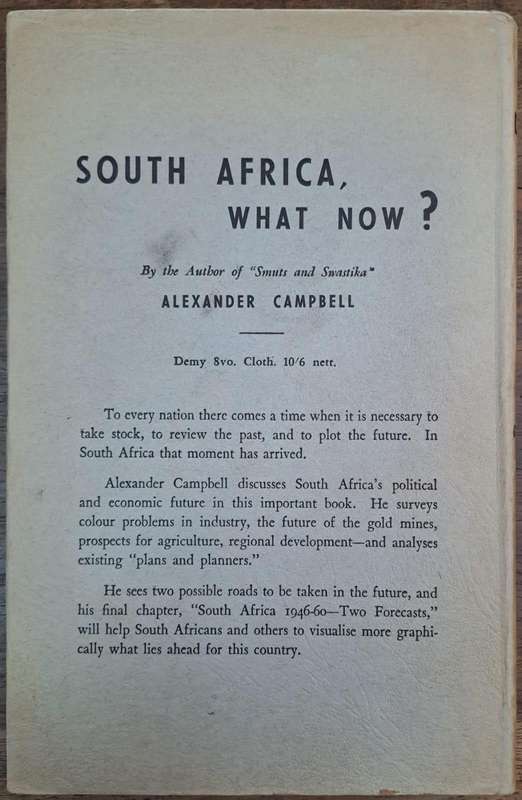 SOUTH AFRICA,
WHAT NOW?
By the Author of "Smuts and Swastika"
ALEXANDER CAMPBELL
Demy 8vo. Cloth. 10/6 nett.
To every nation there comes a time when it is necessary to
take stock, to review the past, and to plot the future. In
South Africa that moment has arrived.
Alexander Campbell discusses South Africa's political
and economic future in this important book. He surveys
colour problems in industry, the future of the gold mines,
prospects for agriculture, regional development—and analyses
existing "plans and planners."
He sees two possible roads to be taken in the future, and
his final chapter, "South Africa 1946-60—Two Forecasts,"
will help South Africans and others to visualise more graphi-
cally what lies ahead for this country.